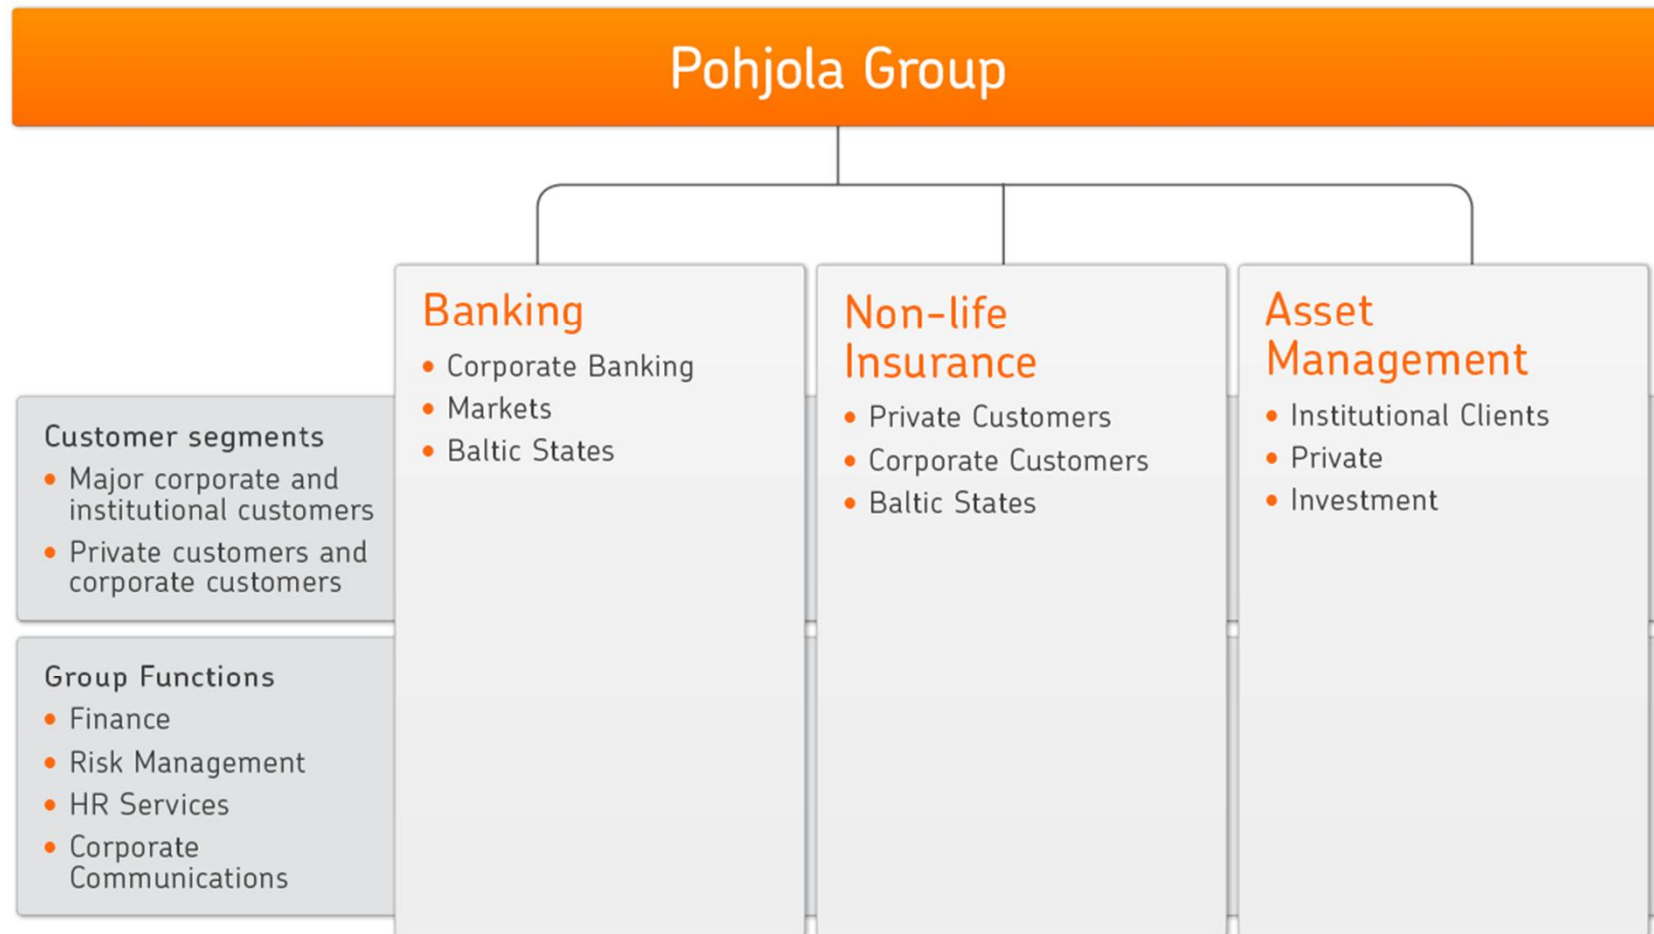 Pohjola Group
Banking
• Corporate Banking
• Markets
• Baltic States
Non-life
Insurance
• Private Customers
• Corporate Customers
• Baltic States
Asset
Management
• Institutional Clients
• Private
• Investment
Customer segments
• Major corporate and
institutional customers
• Private customers and
corporate customers
Group Functions
• Finance
• Risk Management
• HR Services
• Corporate
Communications